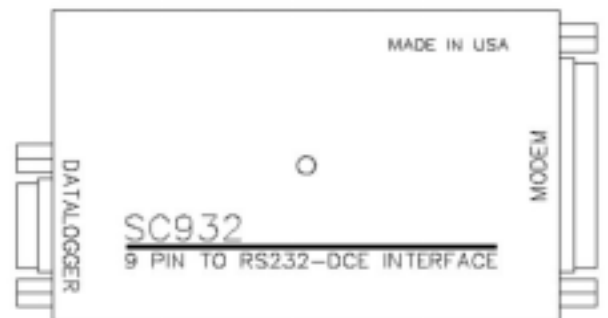 MADE IN USA
DATALOGGER
MODEM
SC932
9 PIN TO RS232-DCE INTERFACE